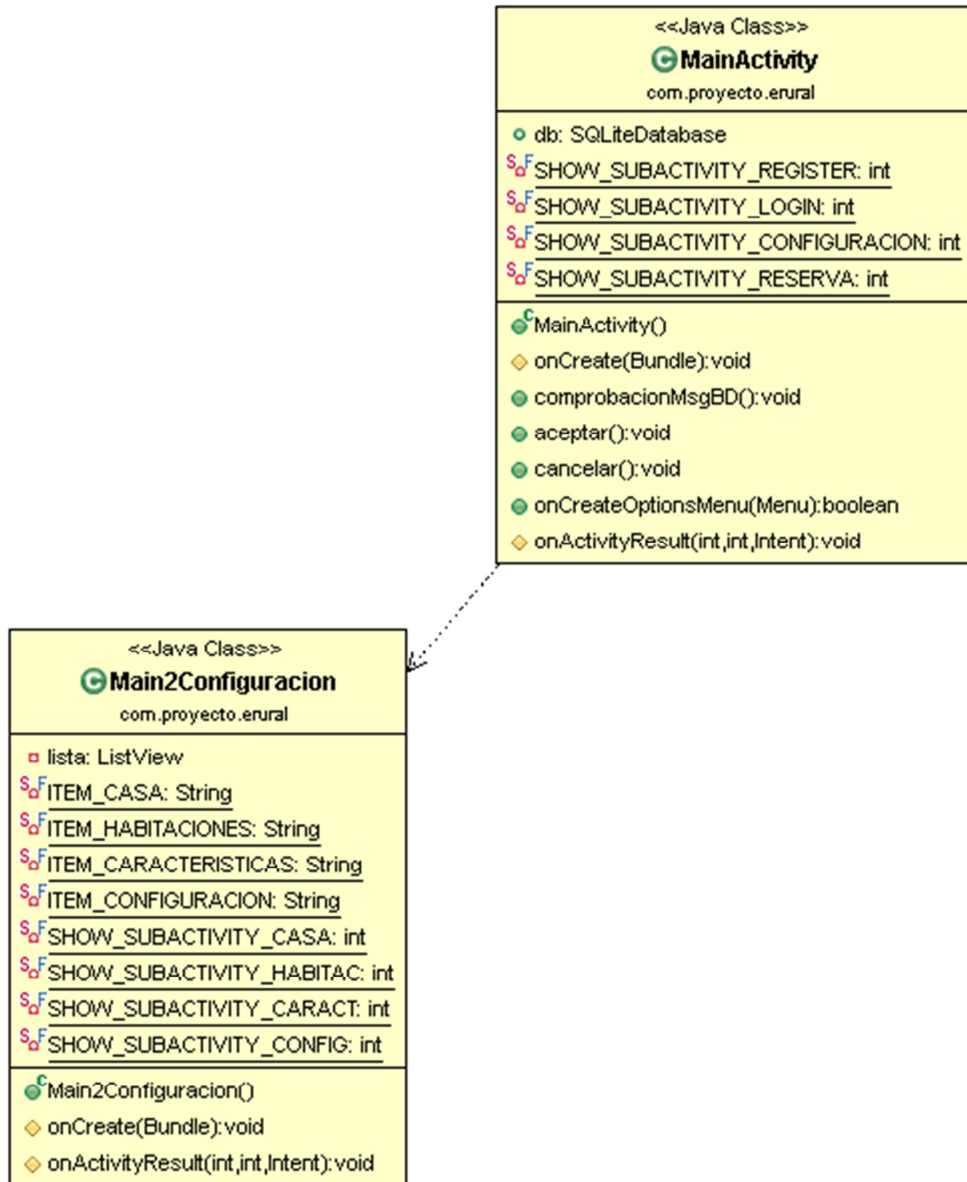 <<Java Class>>
MainActivity
com.proyecto.erural
db: SQLiteDatabase
SHOW_SUBACTIVITY_REGISTER: int
SHOW_SUBACTIVITY_LOGIN: int
SHOW_SUBACTIVITY_CONFIGURACION: int
SHOW_SUBACTIVITY_RESERVA: int
MainActivity()
onCreate(Bundle):void
comprobacionMsgBD():void
aceptar():void
cancelar():void
onCreateOptionsMenu(Menu):boolean
onActivityResult(int,int,Intent):void
<<Java Class>>
Main2Configuracion
com.proyecto.erural
lista: ListView
ITEM_CASA: String
ITEM_HABITACIONES: String
ITEM_CARACTERISTICAS: String
ITEM_CONFIGURACION: String
SHOW_SUBACTIVITY_CASA: int
SHOW_SUBACTIVITY_HABITAC: int
SHOW_SUBACTIVITY_CARACT: int
SHOW_SUBACTIVITY_CONFIG: int
Main2Configuracion()
onCreate(Bundle):void
onActivityResult(int,int,Intent):void